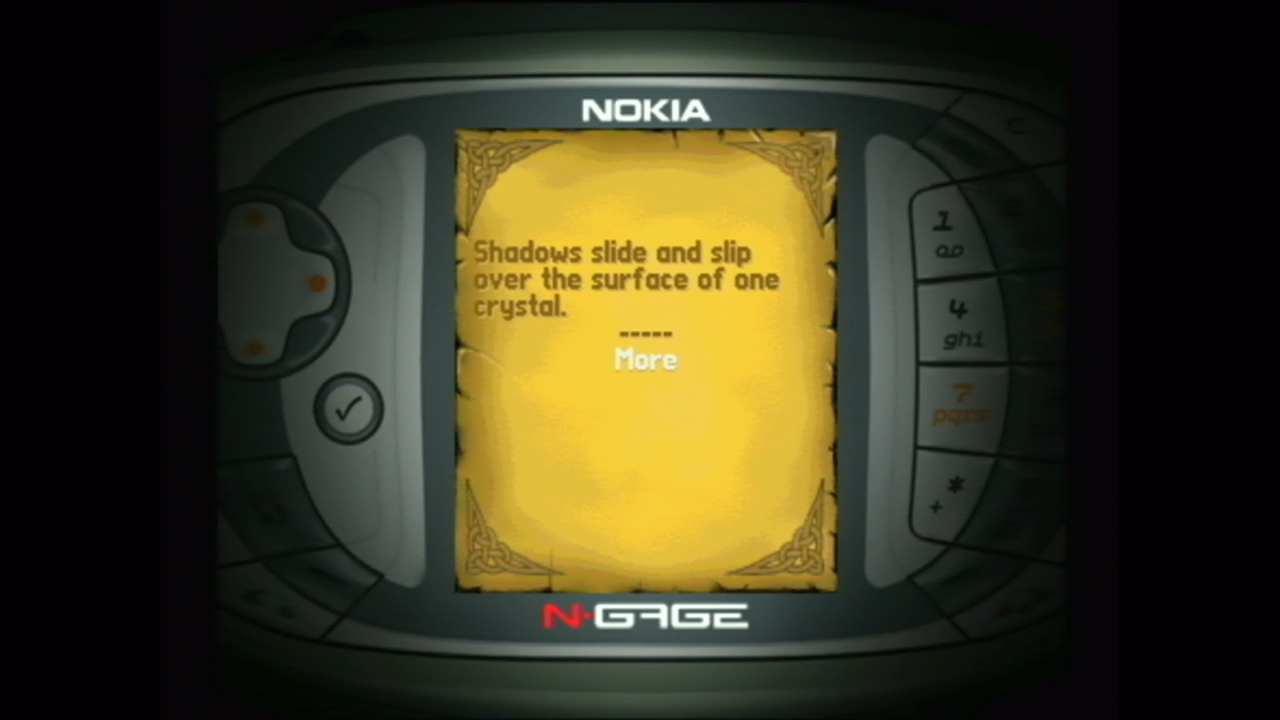 NOKIA
Shadows slide and slip
over the surface of one
crystal.
-----
More
N-GAGE
1
4
ghi
7
pqrs
*
+